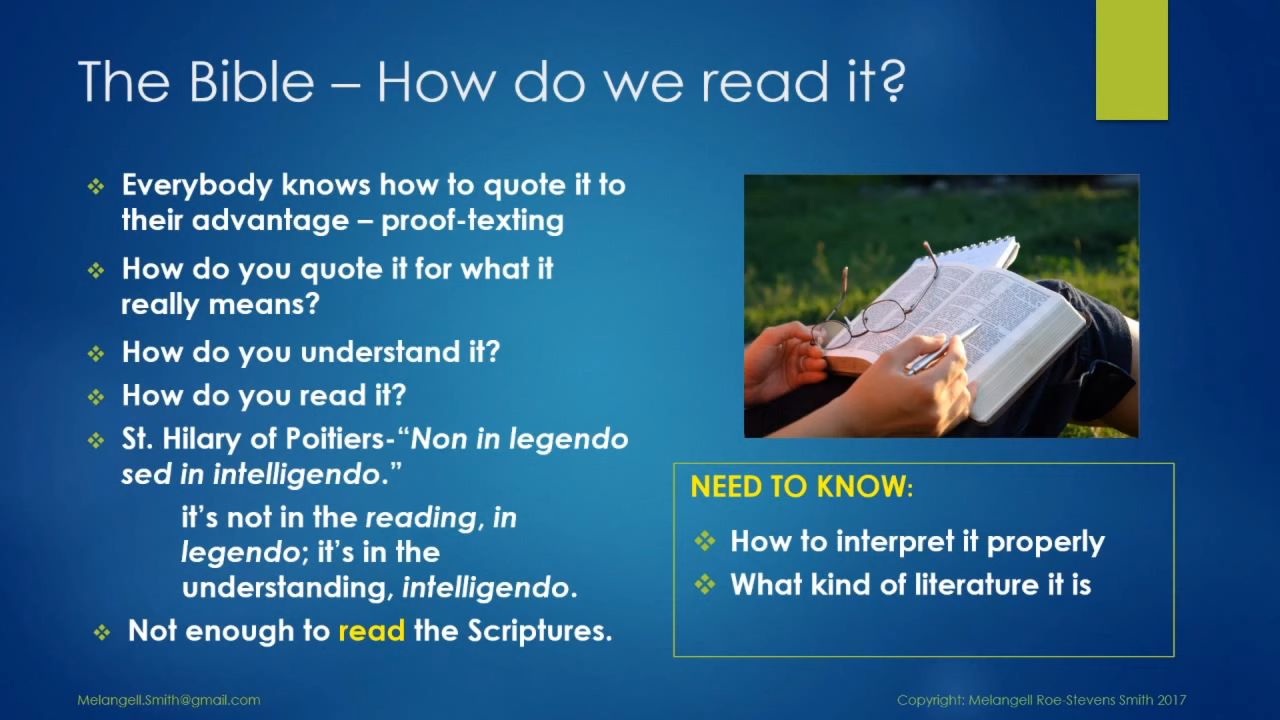 The Bible – How do we read it?
Everybody knows how to quote it to
their advantage – proof-texting
How do you quote it for what it
really means?
How do you understand it?
How do you read it?
St. Hilary of Poitiers-“Non in legendo
sed in intelligendo.”
it’s not in the reading, in
legendo; it’s in the
understanding, intelligendo.
Not enough to read the Scriptures.
NEED TO KNOW:
How to interpret it properly
What kind of literature it is
Melangell.Smith@gmail.com
Copyright: Melangell Roe-Stevens Smith 2017